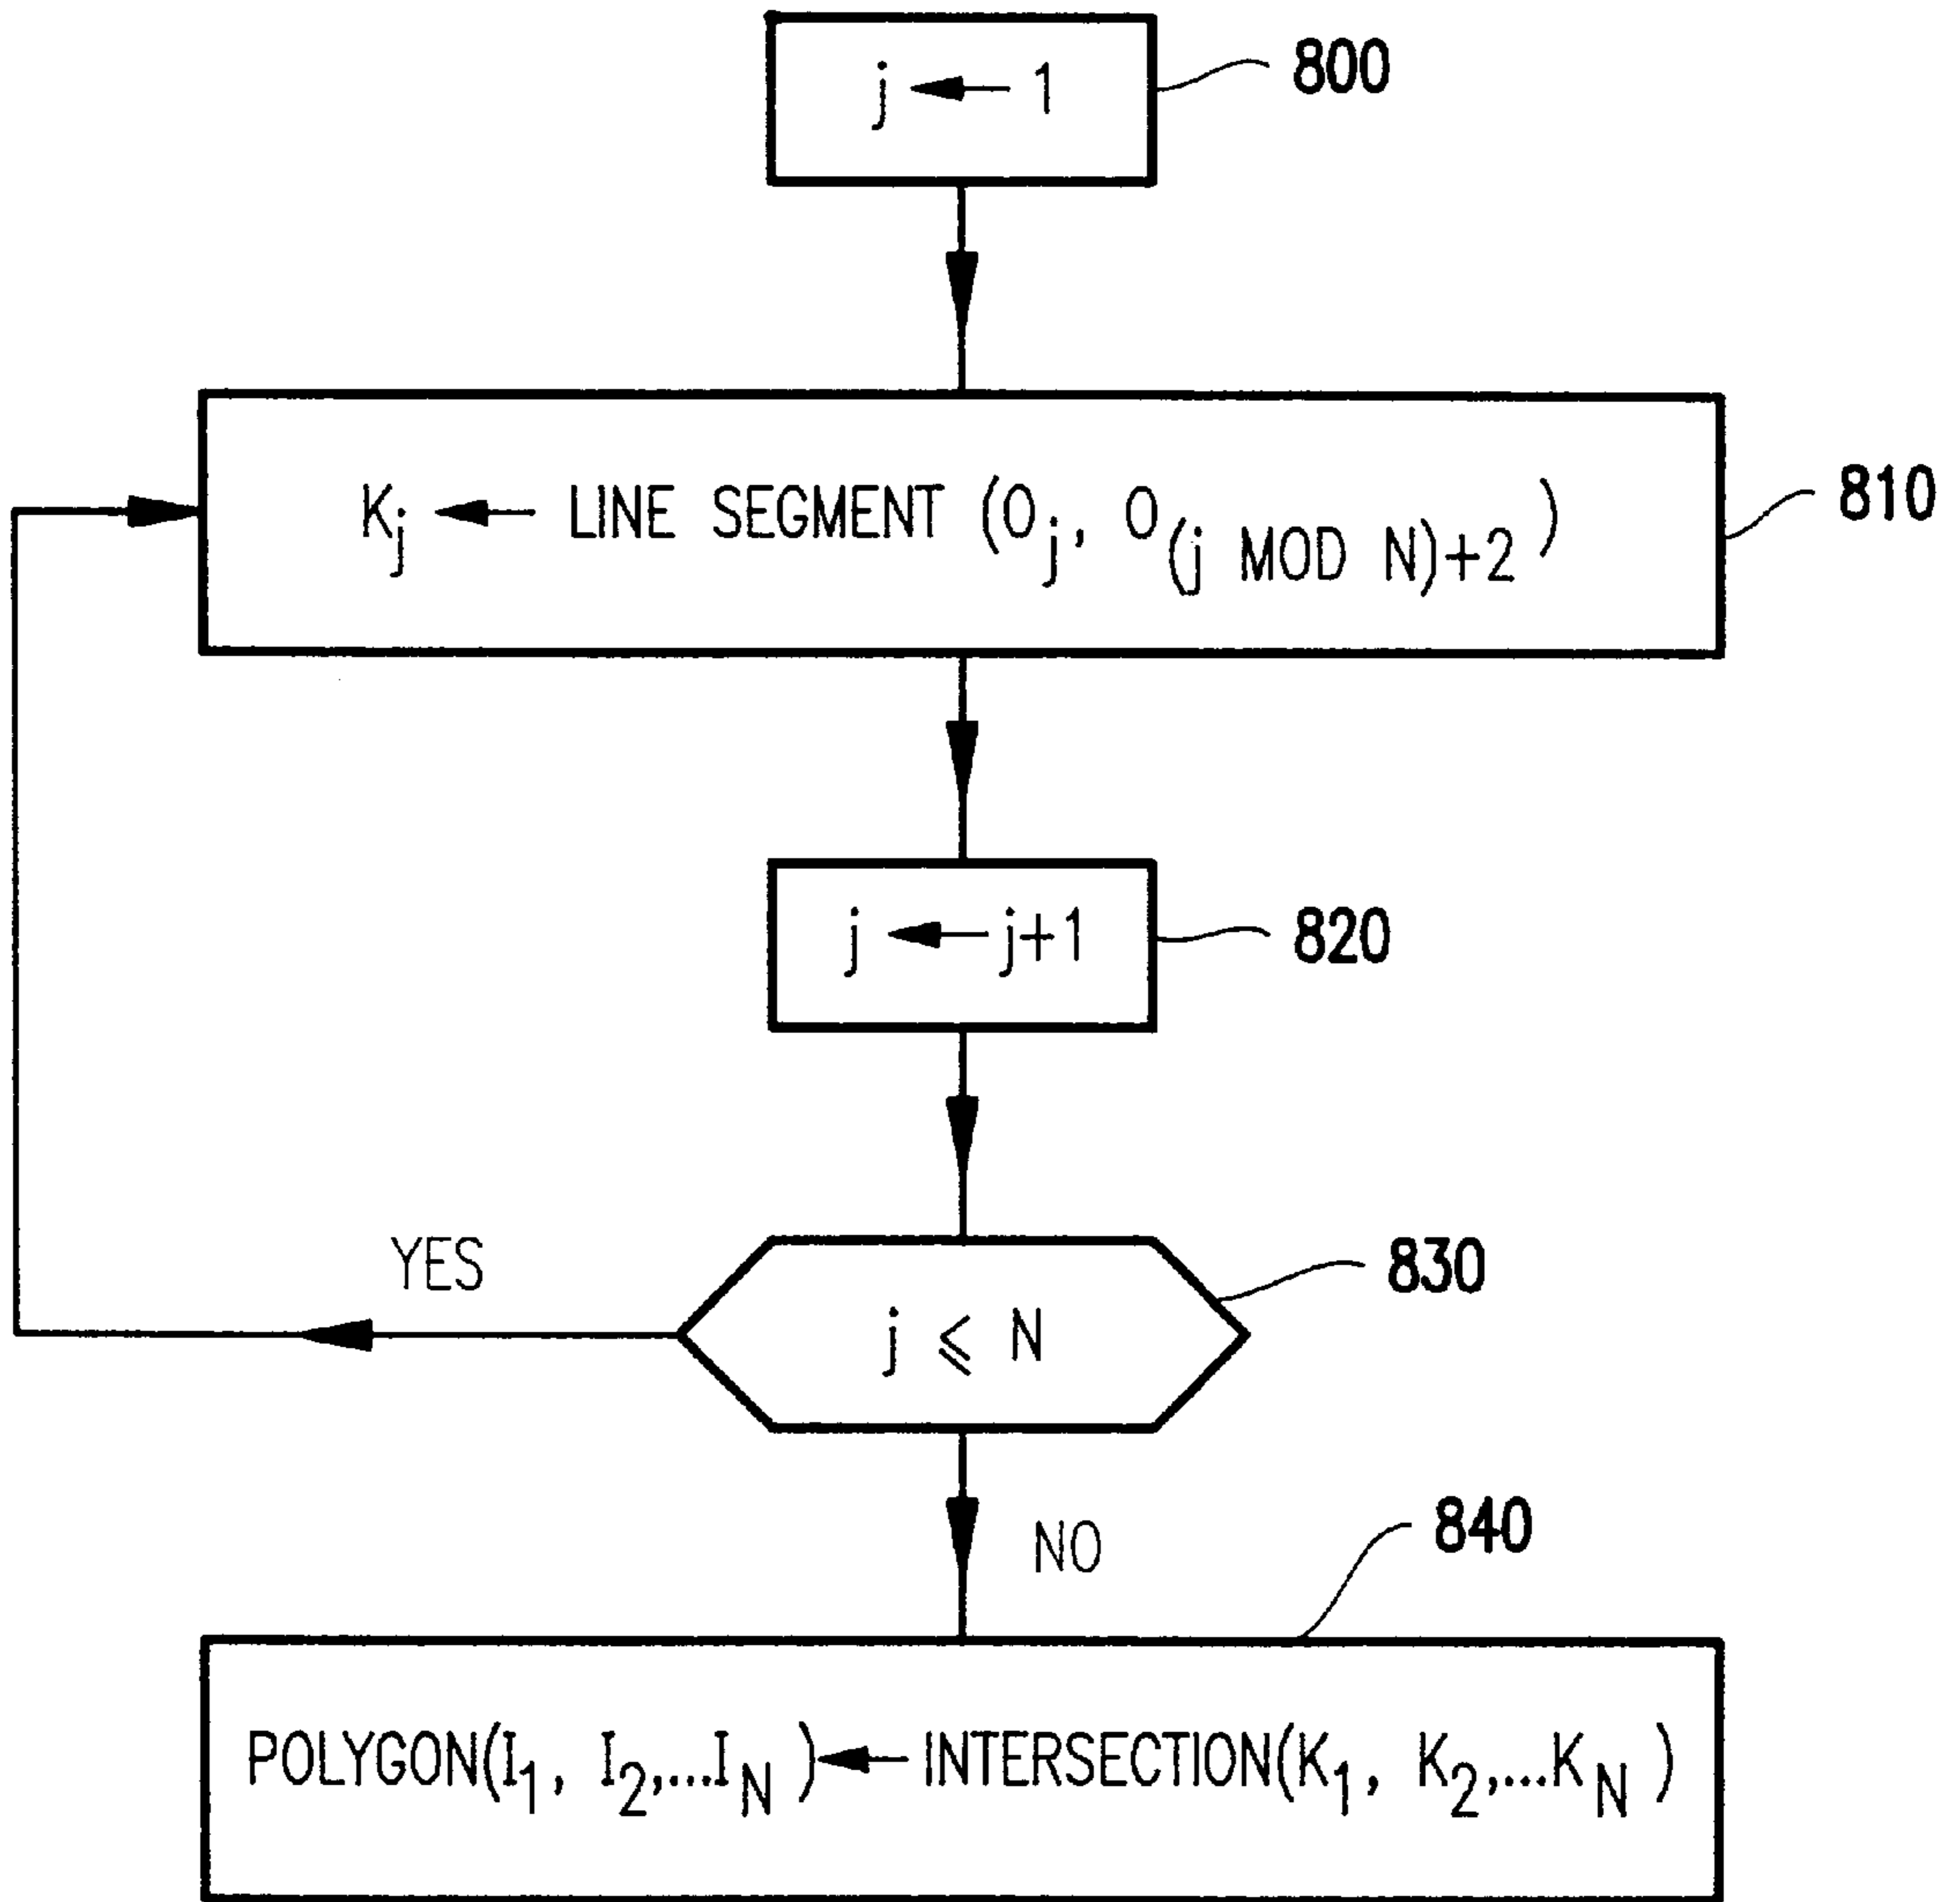 j ← 1
800
K_j ← LINE SEGMENT (O_j, O_(j MOD N)+2)
810
j ← j+1
820
YES
j ⩽ N
830
NO
840
POLYGON(I_1, I_2,...I_N) ← INTERSECTION(K_1, K_2,...K_N)